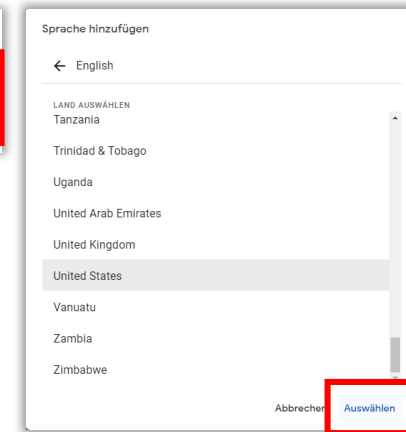 Sprache hinzufügen
← English
LAND AUSWÄHLEN
Tanzania
Trinidad & Tobago
Uganda
United Arab Emirates
United Kingdom
United States
Vanuatu
Zambia
Zimbabwe
Abbrechen Auswählen